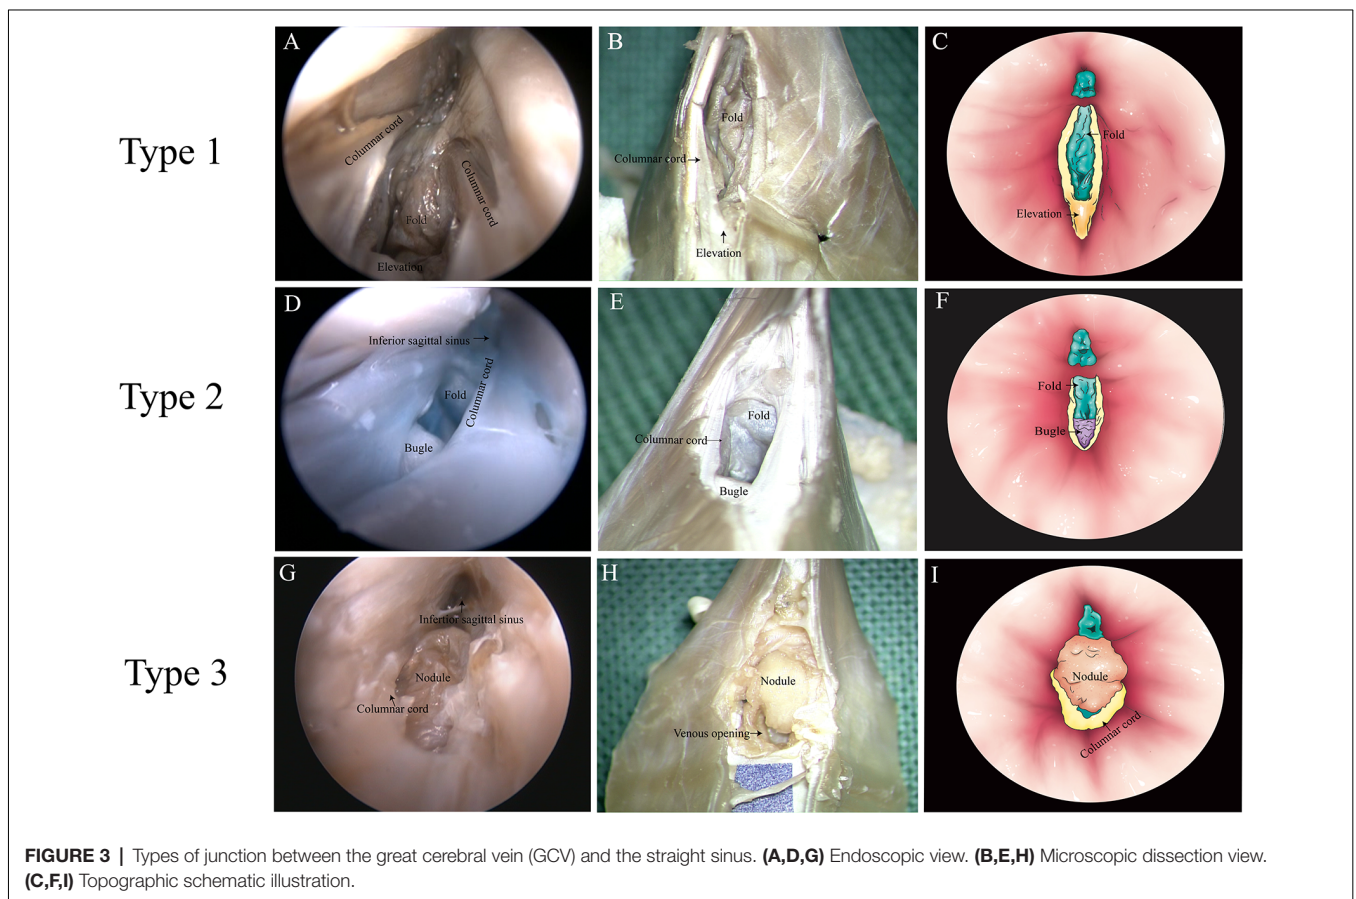 Type 1
A
Columnar cord
Columnar cord
Fold
Elevation
B
Fold
Columnar cord
Elevation
C
Fold
Elevation
Type 2
D
Inferior sagittal sinus
Fold
Columnar cord
Bugle
E
Fold
Columnar cord
Bugle
F
Fold
Bugle
Type 3
G
Infertior sagittal sinus
Nodule
Columnar cord
H
Nodule
Venous opening
I
Nodule
Columnar cord
FIGURE 3 | Types of junction between the great cerebral vein (GCV) and the straight sinus. (A,D,G) Endoscopic view. (B,E,H) Microscopic dissection view.
(C,F,I) Topographic schematic illustration.